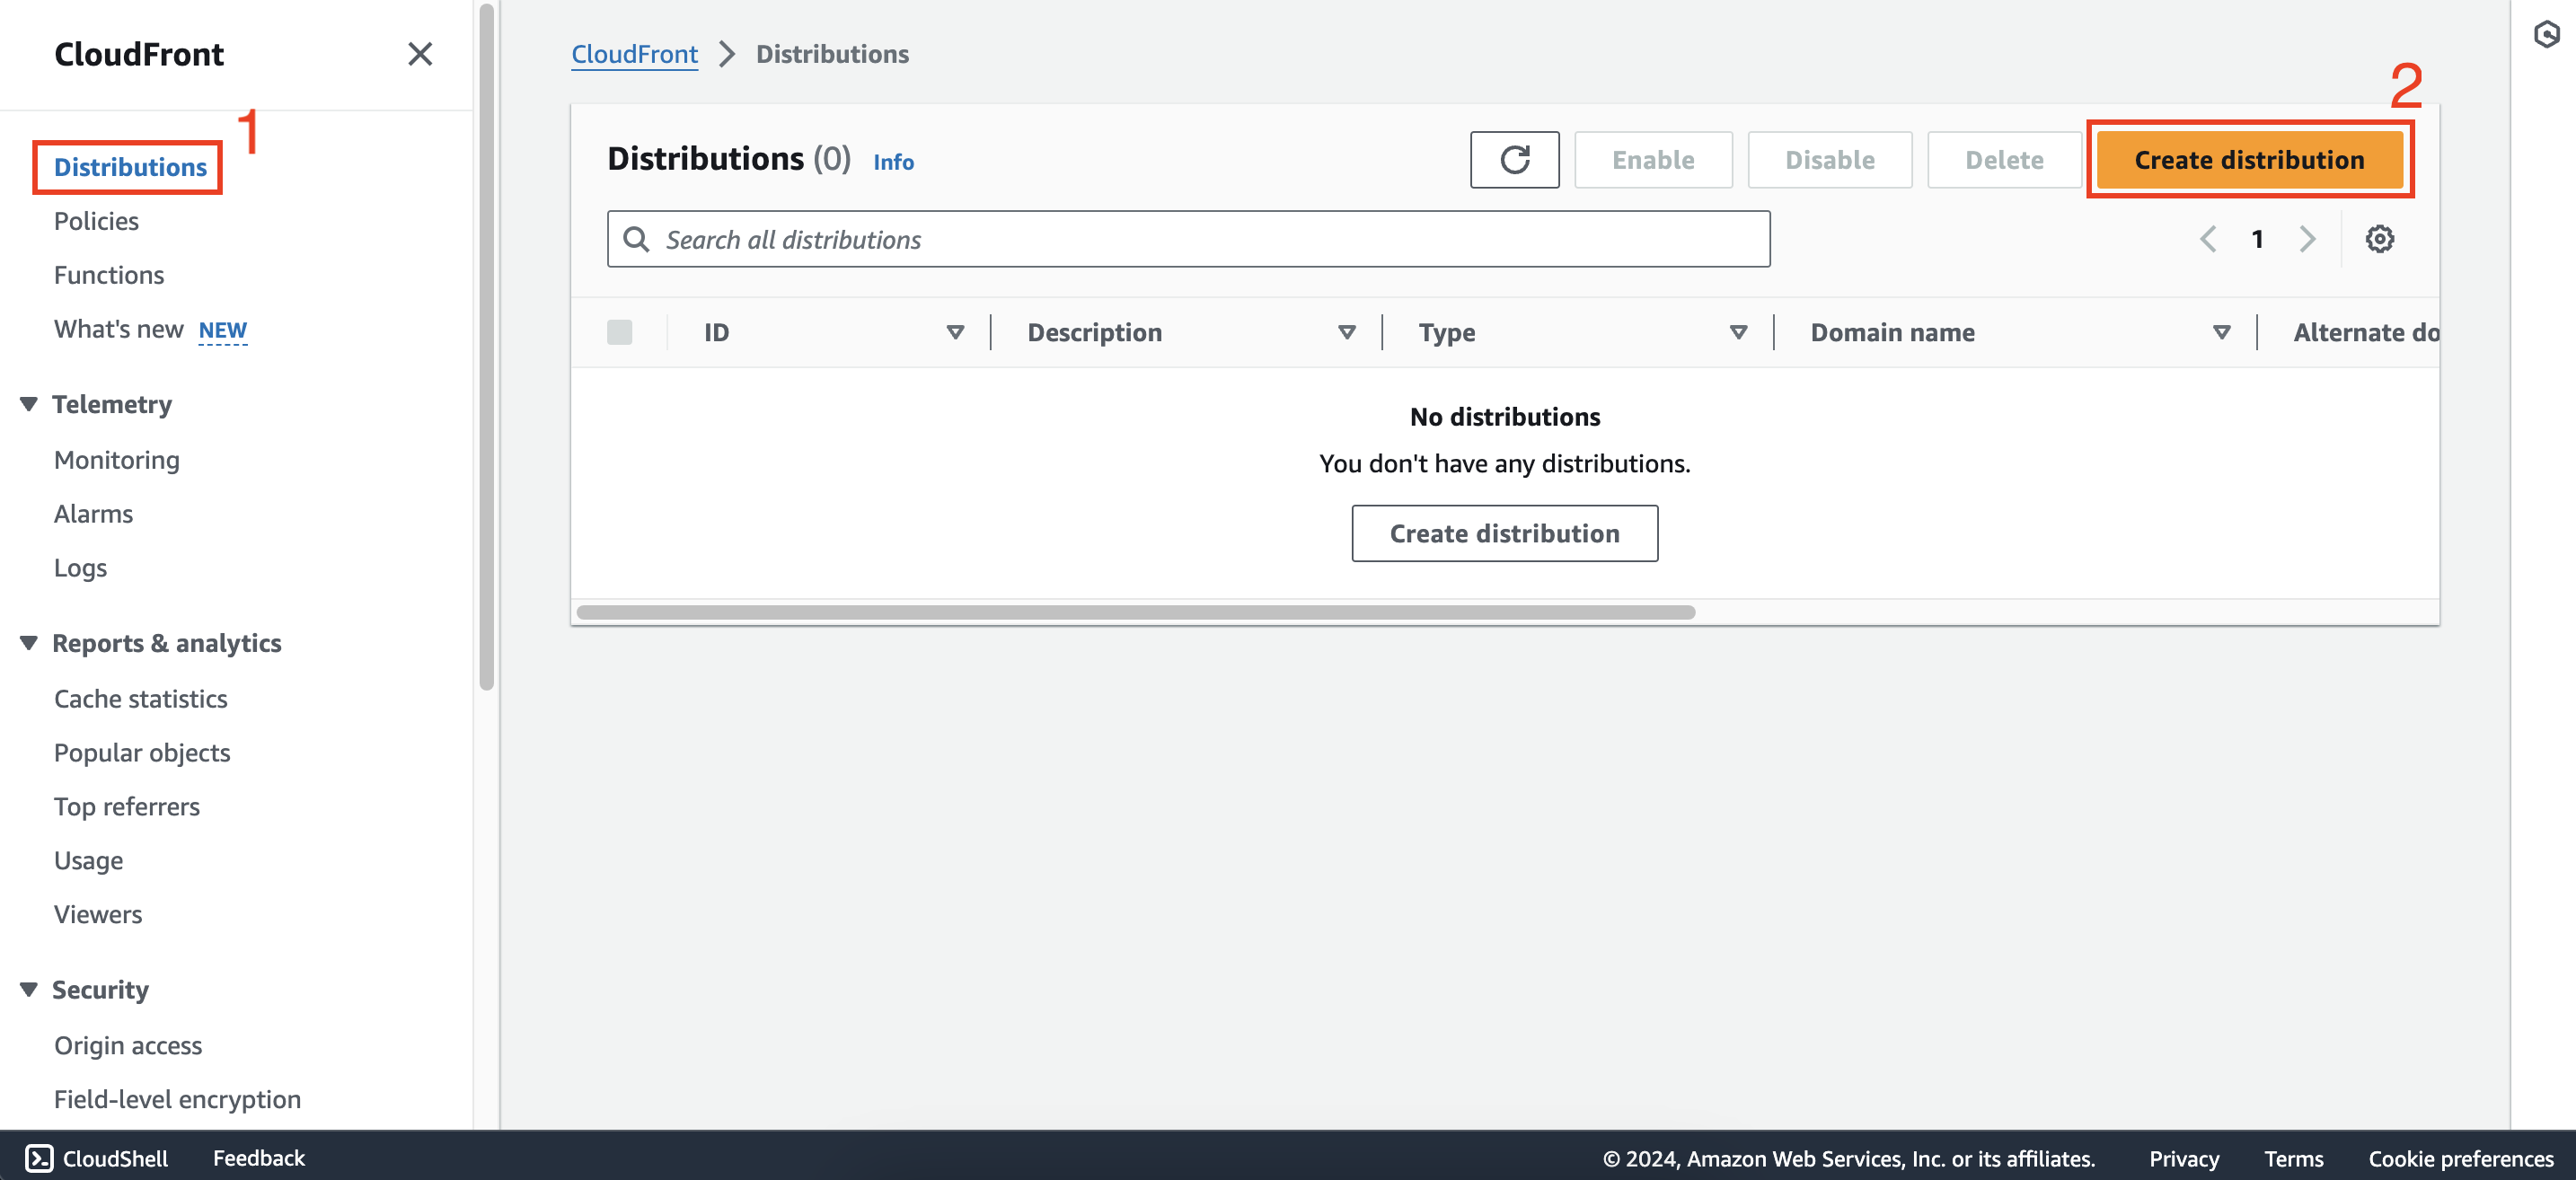 CloudFront
1
Distributions
Policies
Functions
What's new NEW
Telemetry
Monitoring
Alarms
Logs
Reports & analytics
Cache statistics
Popular objects
Top referrers
Usage
Viewers
Security
Origin access
Field-level encryption
CloudFront Distributions
2
Distributions (0) Info
Enable Disable Delete Create distribution
Search all distributions
1
ID Description Type Domain name Alternate do
No distributions
You don't have any distributions.
Create distribution
CloudShell Feedback © 2024, Amazon Web Services, Inc. or its affiliates. Privacy Terms Cookie preferences